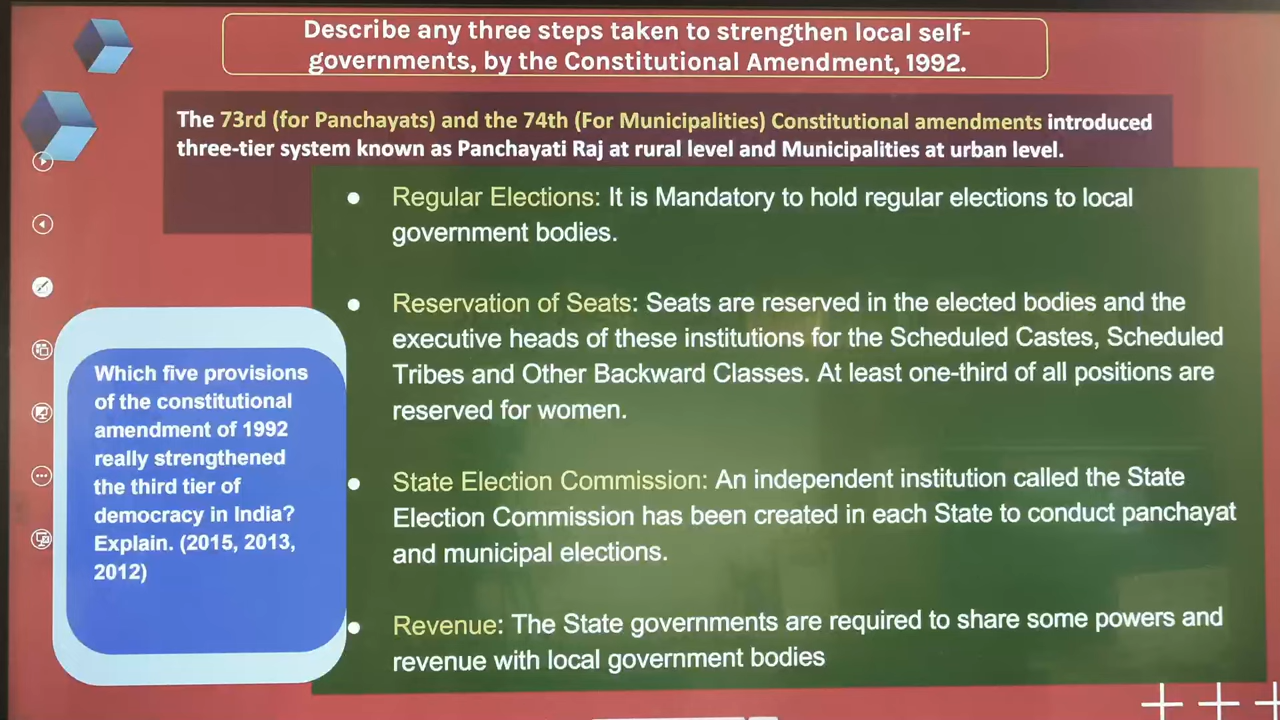 Describe any three steps taken to strengthen local self-
governments, by the Constitutional Amendment, 1992.
The 73rd (for Panchayats) and the 74th (For Municipalities) Constitutional amendments introduced
three-tier system known as Panchayati Raj at rural level and Municipalities at urban level.
• Regular Elections: It is Mandatory to hold regular elections to local
government bodies.
• Reservation of Seats: Seats are reserved in the elected bodies and the
executive heads of these institutions for the Scheduled Castes, Scheduled
Tribes and Other Backward Classes. At least one-third of all positions are
reserved for women.
• State Election Commission: An independent institution called the State
Election Commission has been created in each State to conduct panchayat
and municipal elections.
• Revenue: The State governments are required to share some powers and
revenue with local government bodies
Which five provisions
of the constitutional
amendment of 1992
really strengthened
the third tier of
democracy in India?
Explain. (2015, 2013,
2012)